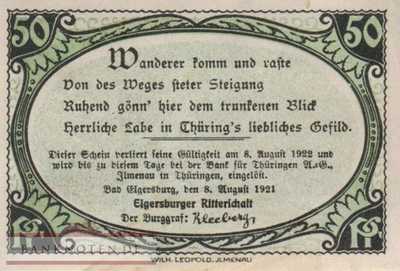 50
50
Wanderer komm und raste
Von des Weges steter Steigung
Ruhend gönn' hier dem trunkenen Blick
Herrliche Labe in Thüring's liebliches Gefild.
Dieser Schein verliert seine Gültigkeit am 8. August 1922 und
wird bis zu diesem Tage bei der Bank für Thüringen A.=G.,
Ilmenau in Thüringen, eingelöst.
Bad Elgersburg, den 8. August 1921
Elgersburger Ritterschaft
Der Burggraf: Kleeberg
WILH. LEOPOLD, ILMENAU